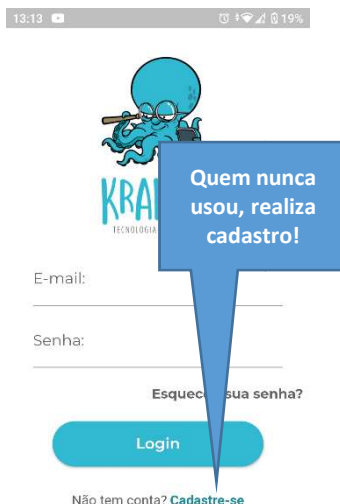 13:13
19%
KRA
TECNOLOGIA
Quem nunca
usou, realiza
cadastro!
E-mail:
Senha:
sua senha?
Login
Não tem conta? Cadastre-se